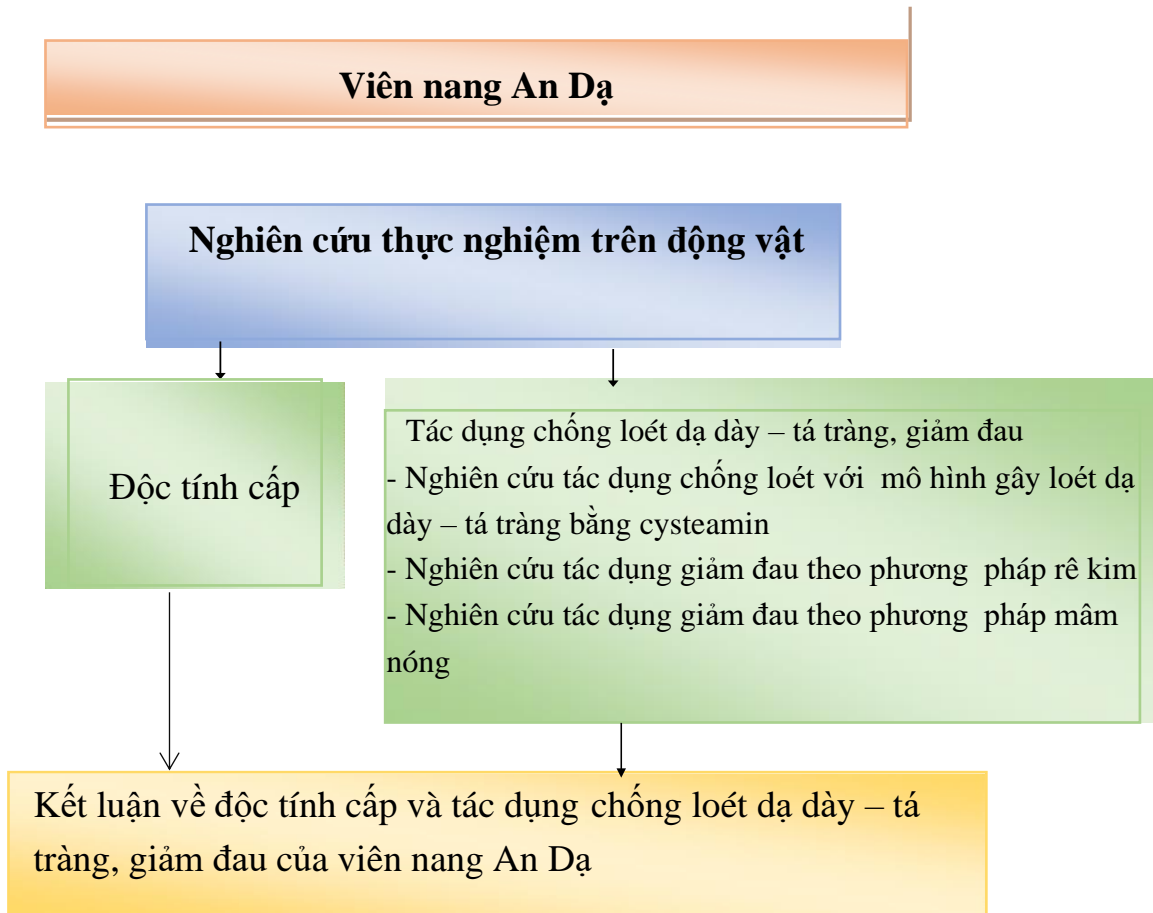 Viên nang An Dạ
Nghiên cứu thực nghiệm trên động vật
Độc tính cấp
Tác dụng chống loét dạ dày – tá tràng, giảm đau
- Nghiên cứu tác dụng chống loét với mô hình gây loét dạ
dày – tá tràng bằng cysteamin
- Nghiên cứu tác dụng giảm đau theo phương pháp rê kim
- Nghiên cứu tác dụng giảm đau theo phương pháp mâm
nóng
Kết luận về độc tính cấp và tác dụng chống loét dạ dày – tá
tràng, giảm đau của viên nang An Dạ